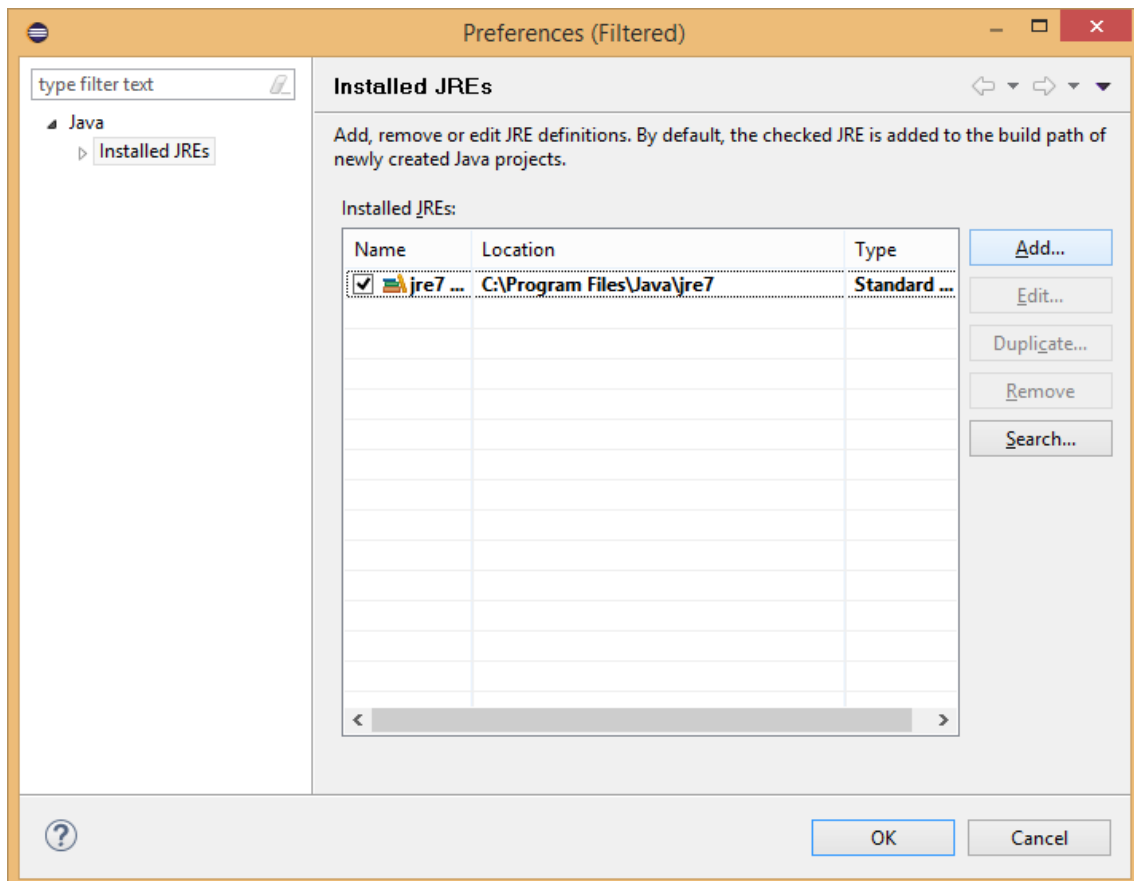 Preferences (Filtered)
type filter text
Java
Installed JREs
Installed JREs
Add, remove or edit JRE definitions. By default, the checked JRE is added to the build path of
newly created Java projects.
Installed JREs:
Name Location Type
jre7 ... C:\Program Files\Java\jre7 Standard ...
Add...
Edit...
Duplicate...
Remove
Search...
?
OK Cancel